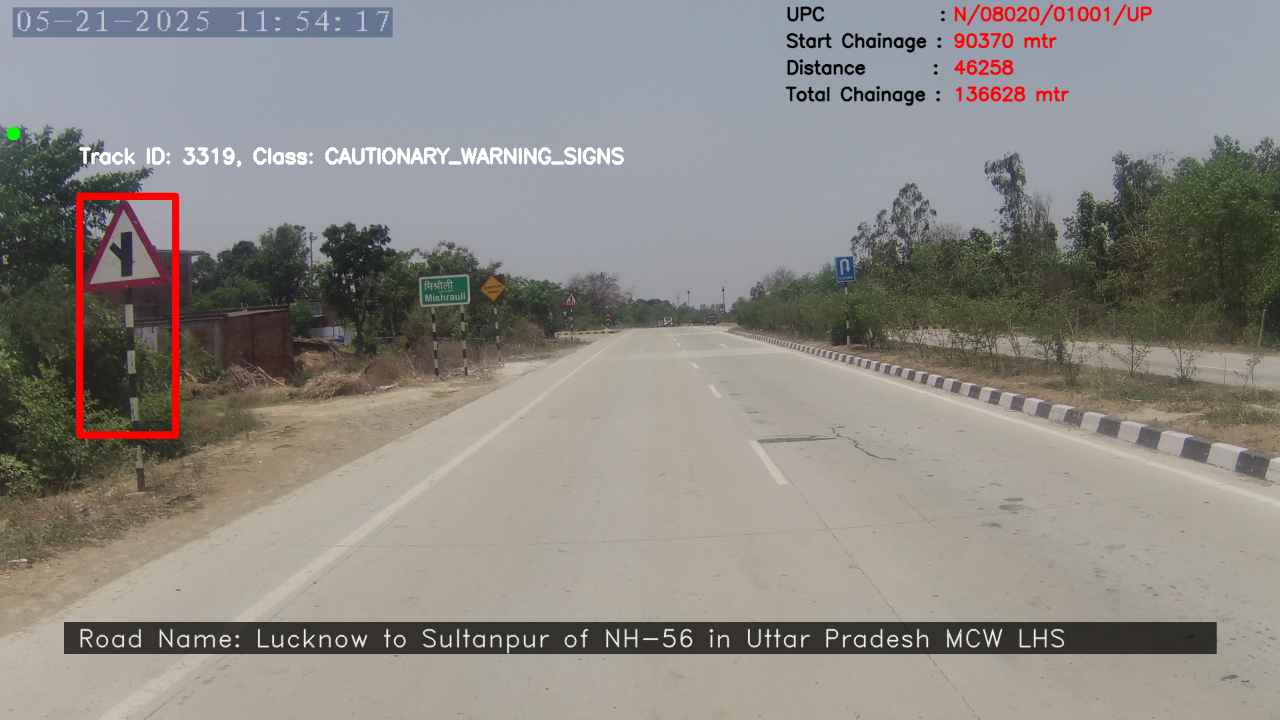 05-21-2025 11:54:17
UPC : N/08020/01001/UP
Start Chainage : 90370 mtr
Distance : 46258
Total Chainage : 136628 mtr
Track ID: 3319, Class: CAUTIONARY_WARNING_SIGNS
मिश्रौली
Mishrauli
Road Name: Lucknow to Sultanpur of NH-56 in Uttar Pradesh MCW LHS